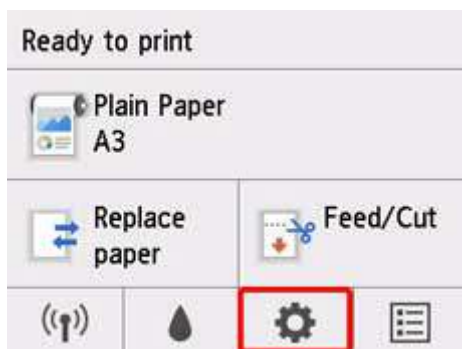 Ready to print
Plain Paper
A3
Replace
paper
Feed/Cut